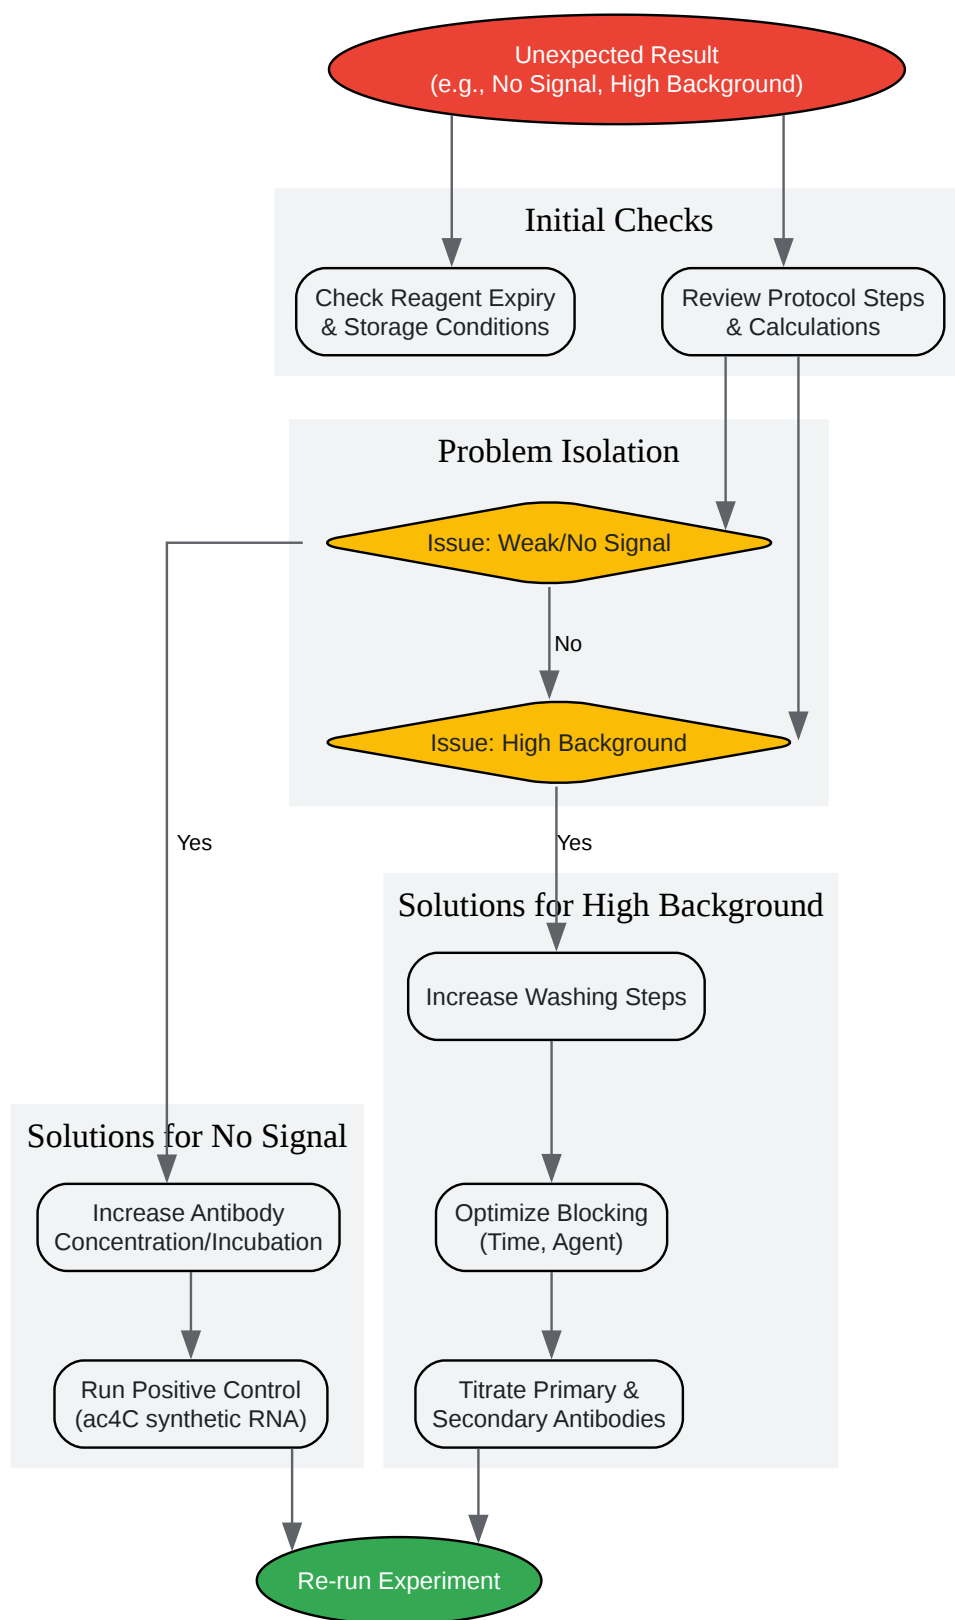 Unexpected Result
(e.g., No Signal, High Background)
Initial Checks
Check Reagent Expiry
& Storage Conditions
Review Protocol Steps
& Calculations
Problem Isolation
Issue: Weak/No Signal
No
Issue: High Background
Yes
Yes
Solutions for High Background
Increase Washing Steps
Solutions for No Signal
Increase Antibody
Concentration/Incubation
Optimize Blocking
(Time, Agent)
Run Positive Control
(ac4C synthetic RNA)
Titrate Primary &
Secondary Antibodies
Re-run Experiment